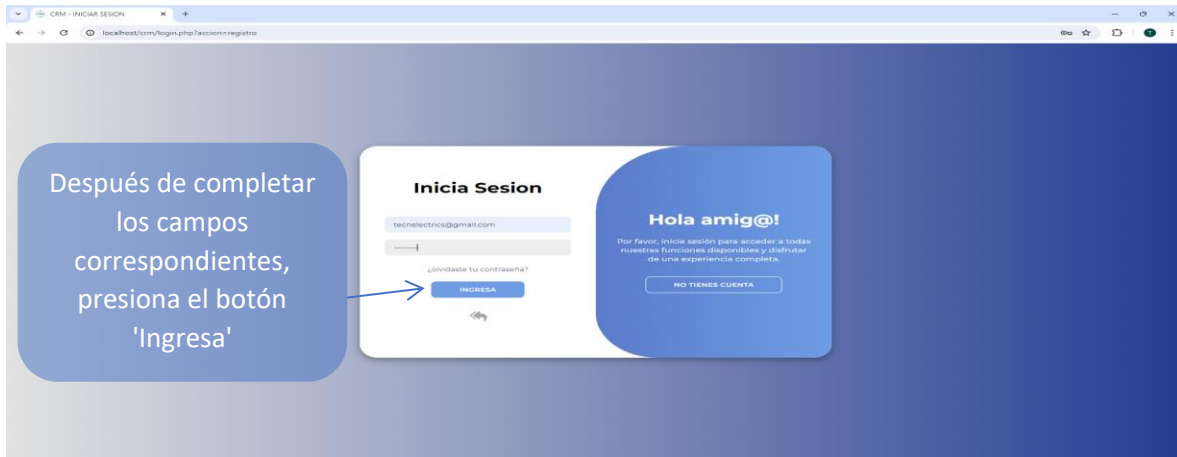 CRM - INICIAR SESION
localhost/crm/login.php?accion=registro
T
Después de completar
los campos
correspondientes,
presiona el botón
'Ingresa'
Inicia Sesion
tecnelectrics@gmail.com
¿olvidaste tu contraseña?
INGRESA
Hola amig@!
Por favor, inicie sesión para acceder a todas
nuestras funciones disponibles y disfrutar
de una experiencia completa.
NO TIENES CUENTA